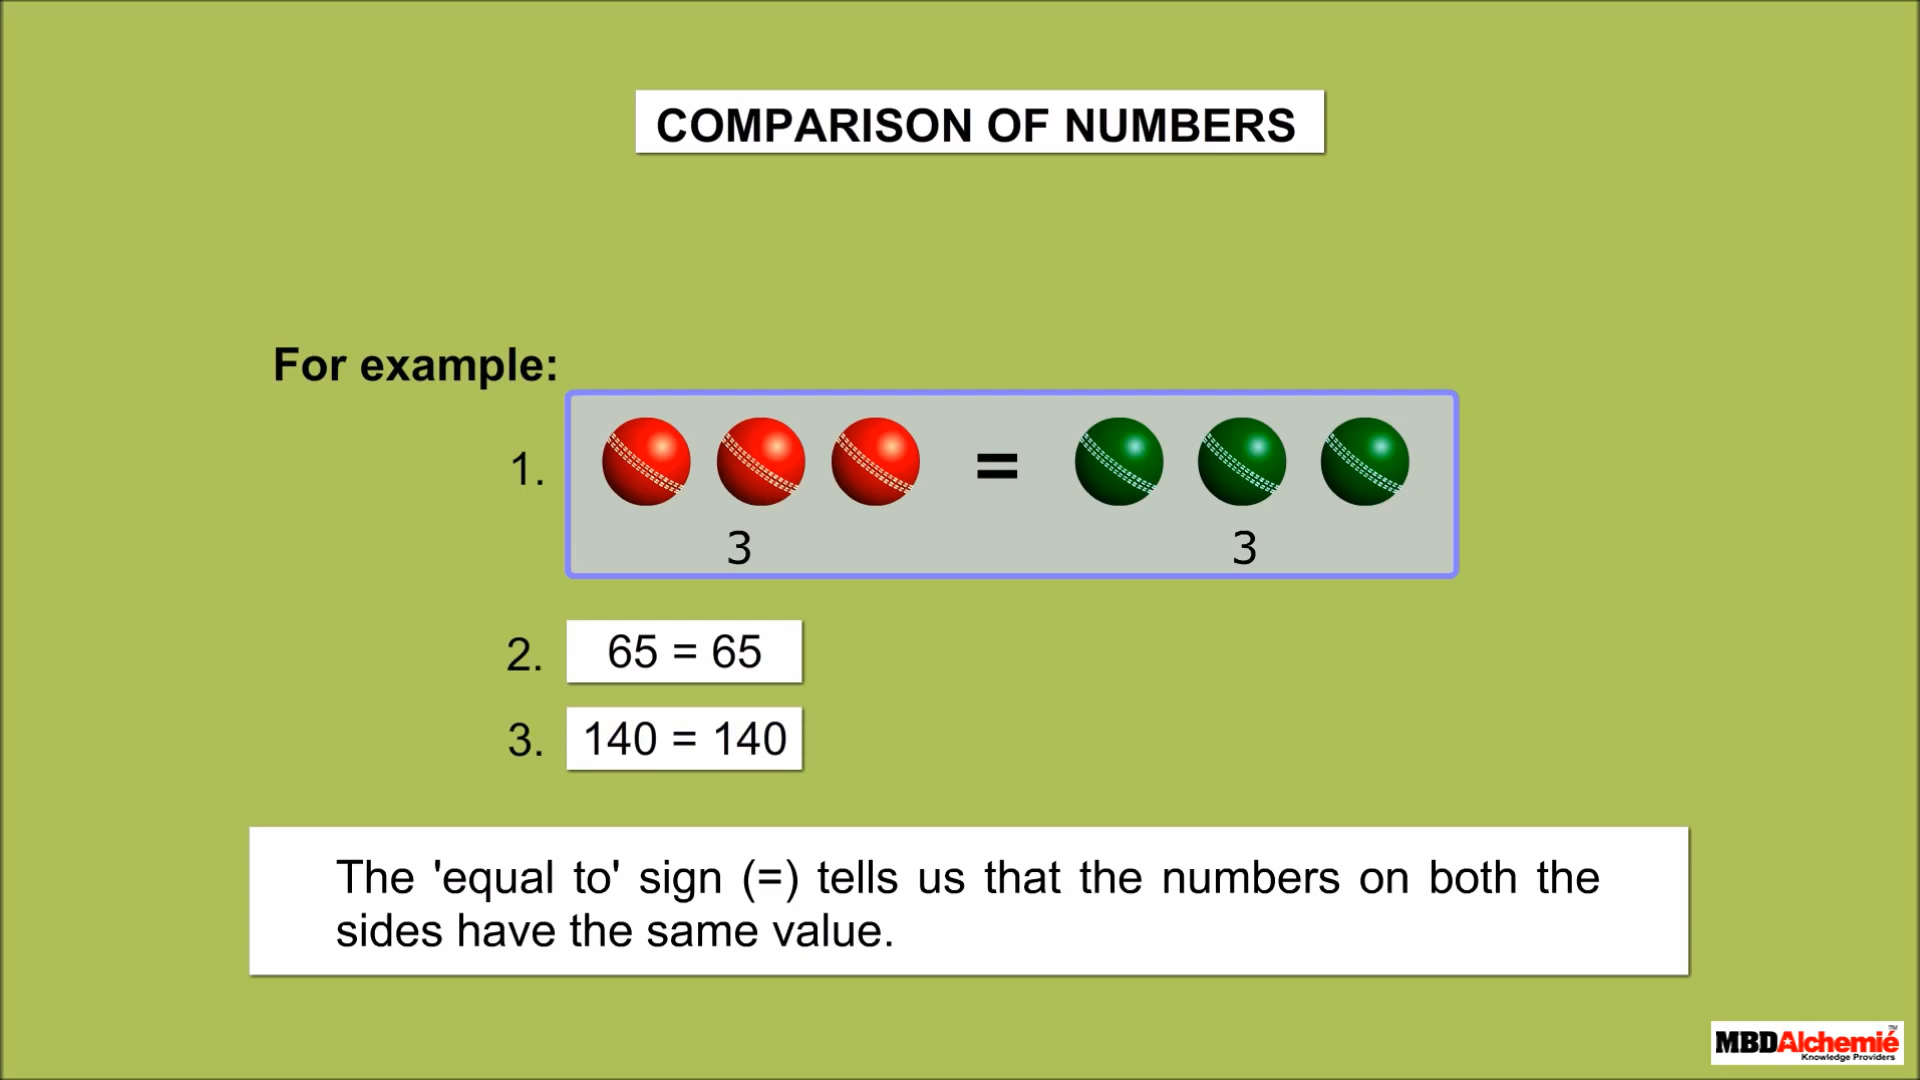 COMPARISON OF NUMBERS
For example:
1.
=
3 3
2. 65 = 65
3. 140 = 140
The 'equal to' sign (=) tells us that the numbers on both the
sides have the same value.
MBDAlchemié™
Knowledge Providers